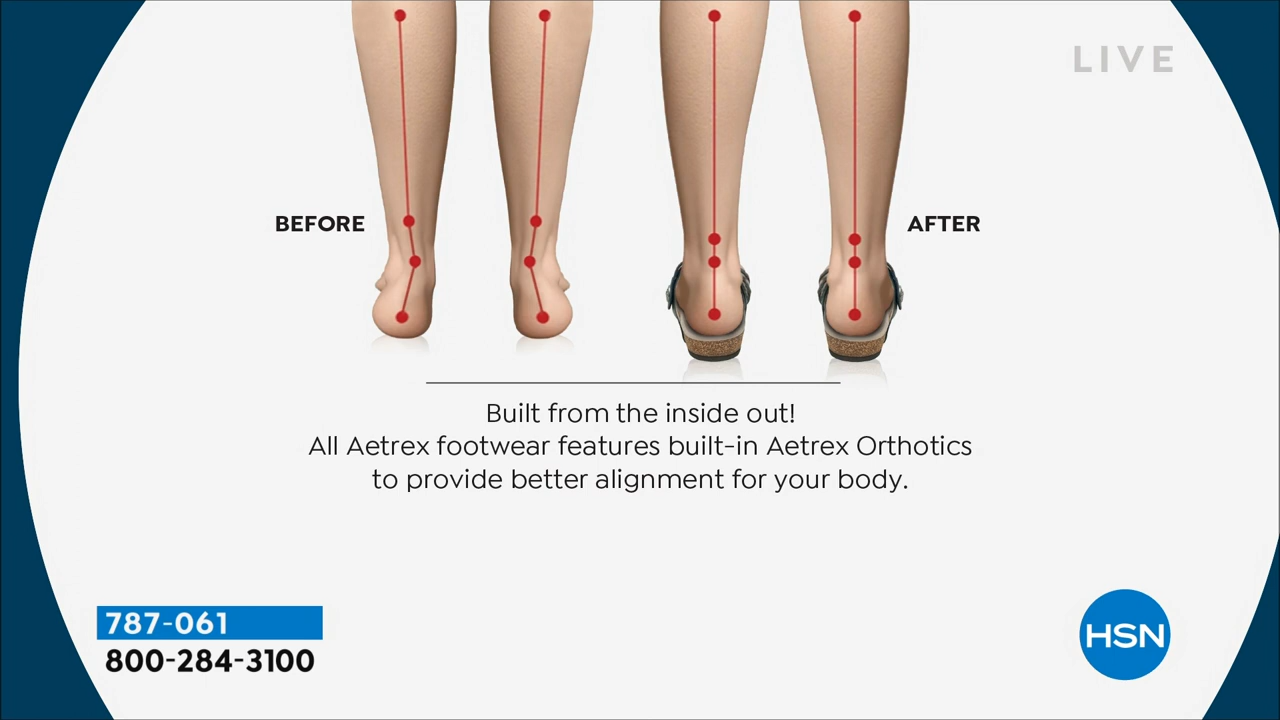 LIVE
BEFORE
AFTER
Built from the inside out!
All Aetrex footwear features built-in Aetrex Orthotics
to provide better alignment for your body.
787-061
800-284-3100
HSN